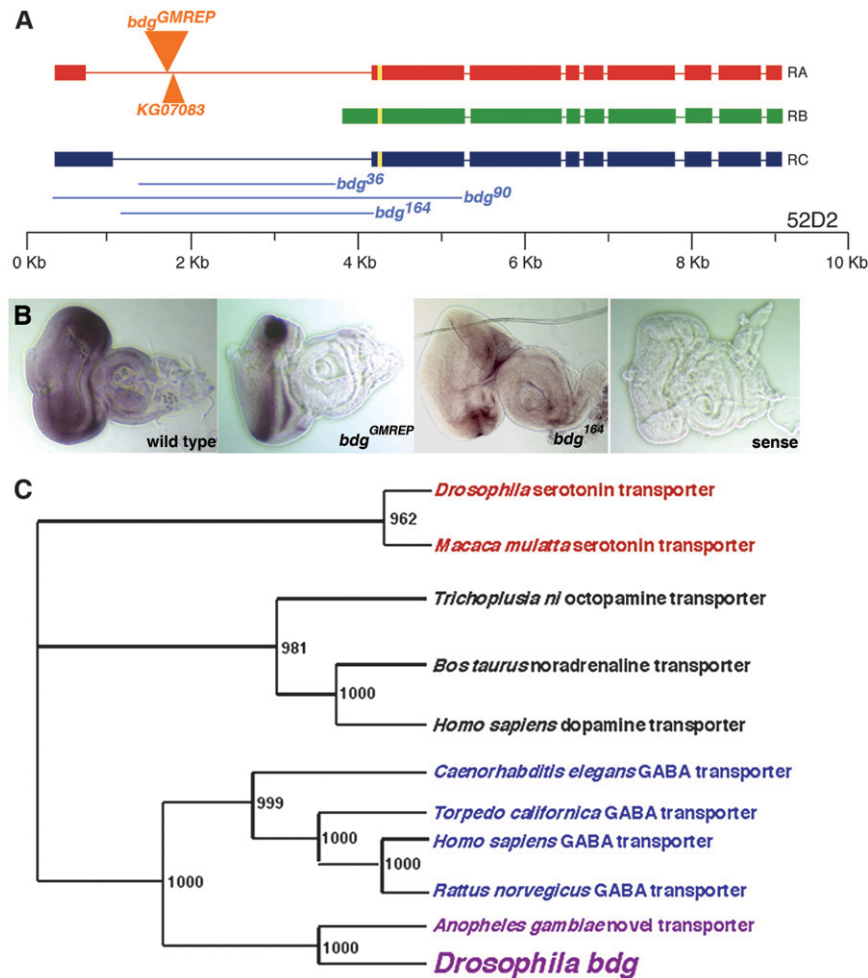 A
bdgGMREP
KG07083
RA
RB
RC
bdg36
bdg90
bdg164
52D2
0 Kb 2 Kb 4 Kb 6 Kb 8 Kb 10 Kb
B
wild type
bdgGMREP
bdg164
sense
C
Drosophila serotonin transporter
962
Macaca mulatta serotonin transporter
Trichoplusia ni octopamine transporter
981
Bos taurus noradrenaline transporter
1000
Homo sapiens dopamine transporter
Caenorhabditis elegans GABA transporter
999
Torpedo californica GABA transporter
1000
Homo sapiens GABA transporter
1000
Rattus norvegicus GABA transporter
1000
Anopheles gambiae novel transporter
1000
Drosophila bdg